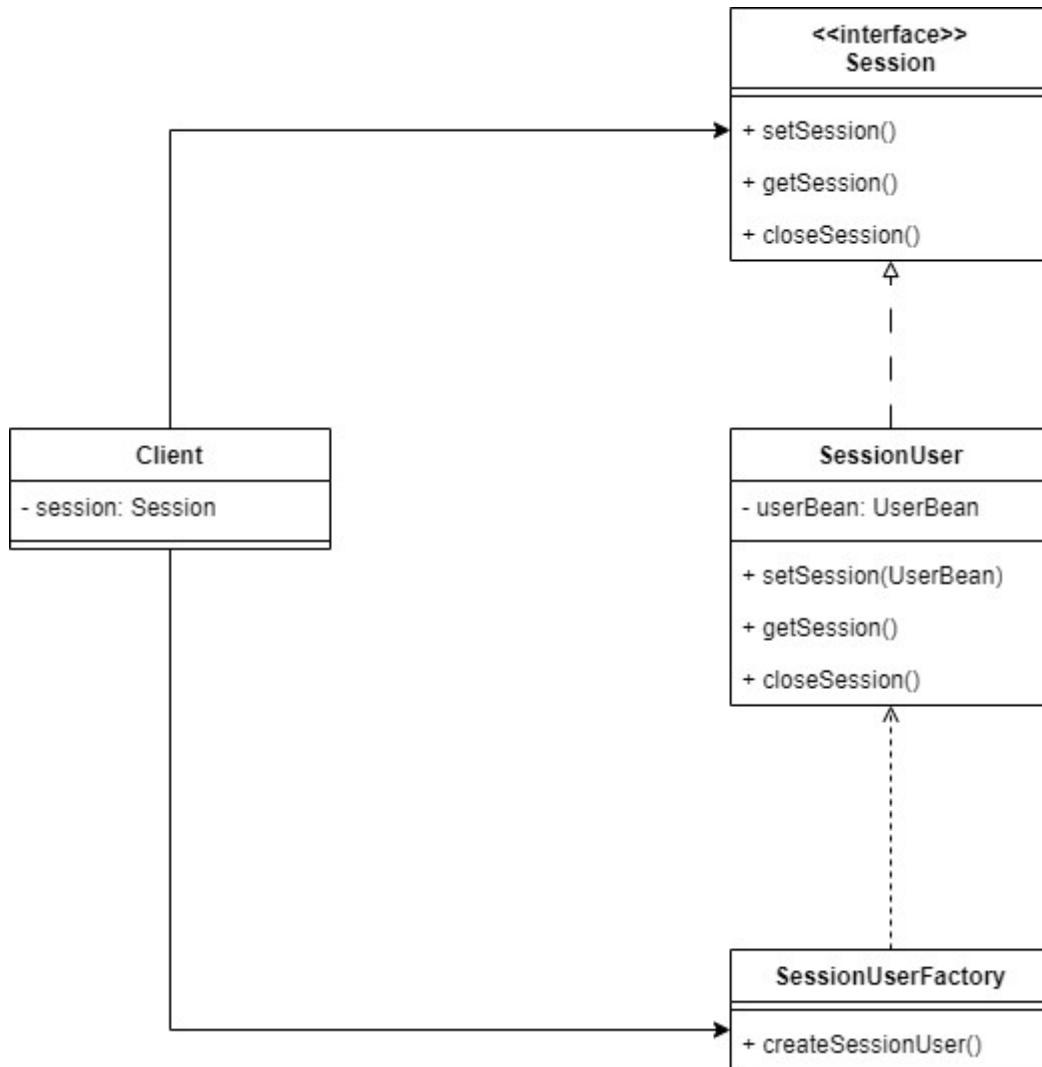 <<interface>>
Session
+ setSession()
+ getSession()
+ closeSession()
Client
- session: Session
SessionUser
- userBean: UserBean
+ setSession(UserBean)
+ getSession()
+ closeSession()
SessionUserFactory
+ createSessionUser()